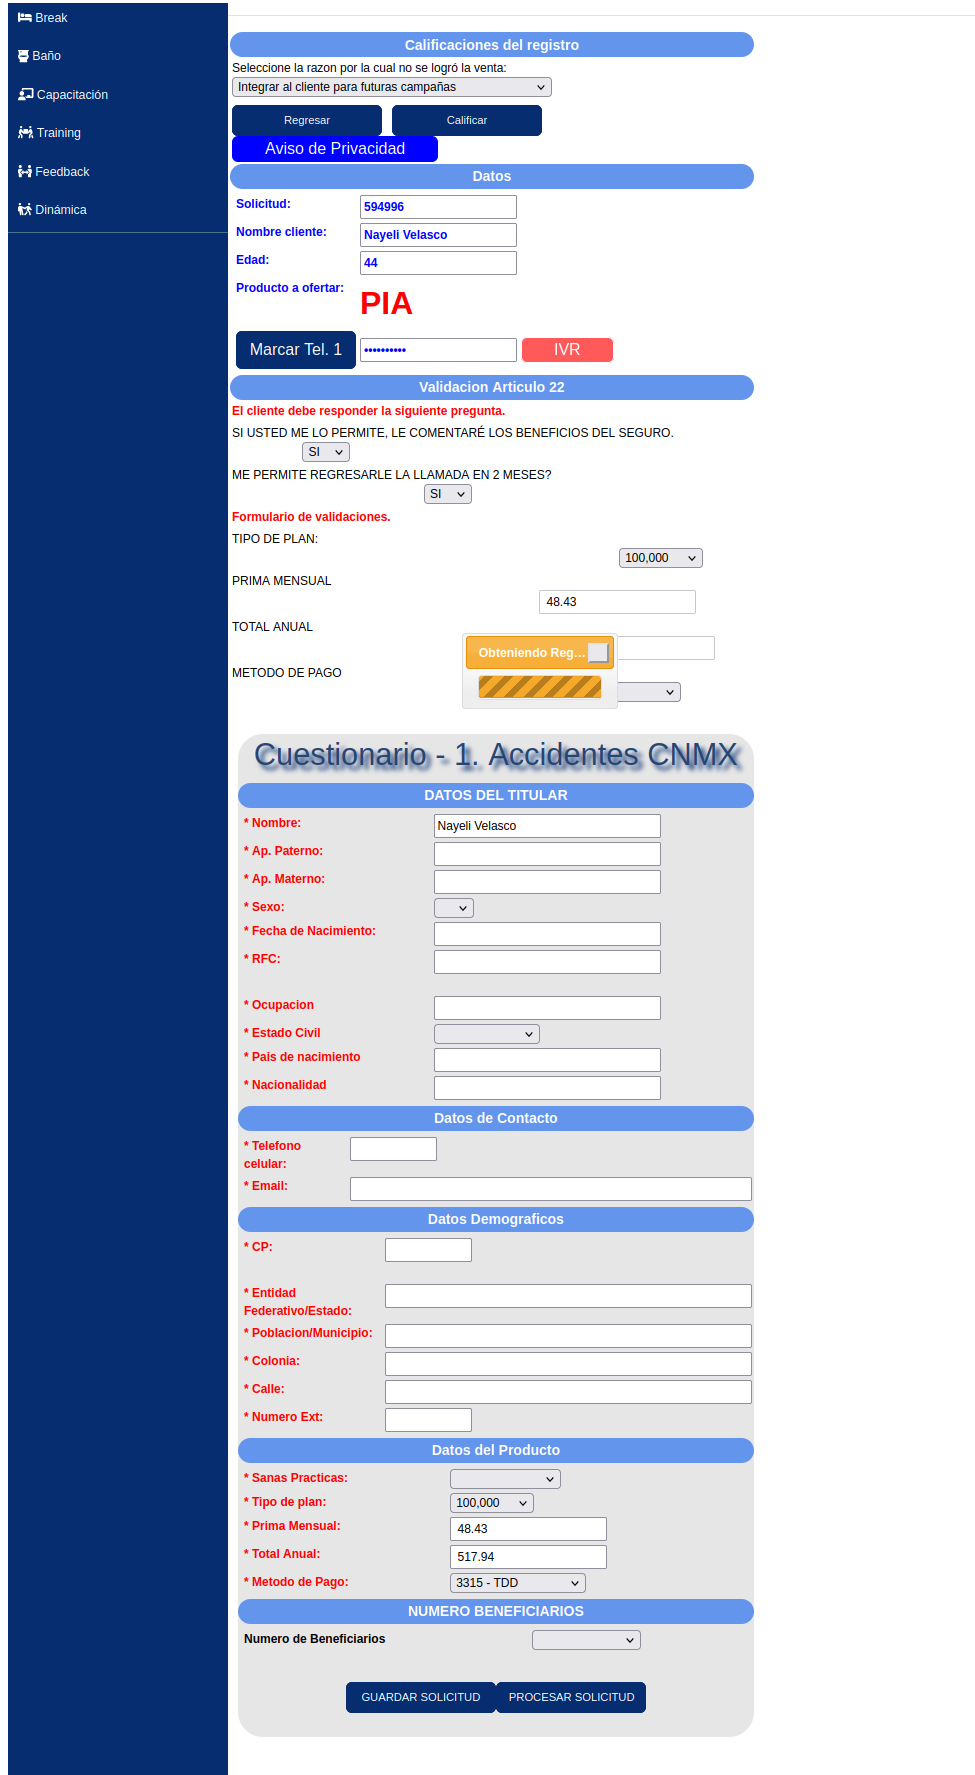 Break
Baño
Capacitación
Training
Feedback
Dinámica
Calificaciones del registro
Seleccione la razon por la cual no se logró la venta:
Integrar al cliente para futuras campañas
Regresar Calificar
Aviso de Privacidad
Datos
Solicitud: 594996
Nombre cliente: Nayeli Velasco
Edad: 44
Producto a ofertar: PIA
Marcar Tel. 1 •••••••••• IVR
Validacion Articulo 22
El cliente debe responder la siguiente pregunta.
SI USTED ME LO PERMITE, LE COMENTARÉ LOS BENEFICIOS DEL SEGURO.
SI
ME PERMITE REGRESARLE LA LLAMADA EN 2 MESES?
SI
Formulario de validaciones.
TIPO DE PLAN:
100,000
PRIMA MENSUAL
48.43
TOTAL ANUAL
Obteniendo Reg...
METODO DE PAGO
Cuestionario - 1. Accidentes CNMX
DATOS DEL TITULAR
* Nombre: Nayeli Velasco
* Ap. Paterno:
* Ap. Materno:
* Sexo:
* Fecha de Nacimiento:
* RFC:
* Ocupacion
* Estado Civil
* Pais de nacimiento
* Nacionalidad
Datos de Contacto
* Telefono
celular:
* Email:
Datos Demograficos
* CP:
* Entidad
Federativo/Estado:
* Poblacion/Municipio:
* Colonia:
* Calle:
* Numero Ext:
Datos del Producto
* Sanas Practicas:
* Tipo de plan: 100,000
* Prima Mensual: 48.43
* Total Anual: 517.94
* Metodo de Pago: 3315 - TDD
NUMERO BENEFICIARIOS
Numero de Beneficiarios
GUARDAR SOLICITUD PROCESAR SOLICITUD